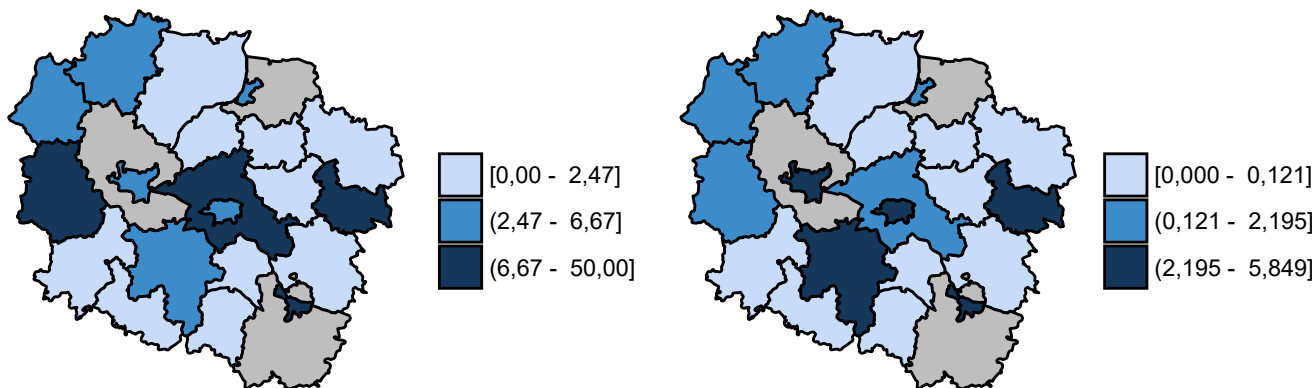 [0,00 - 2,47]
(2,47 - 6,67]
(6,67 - 50,00]
[0,000 - 0,121]
(0,121 - 2,195]
(2,195 - 5,849]